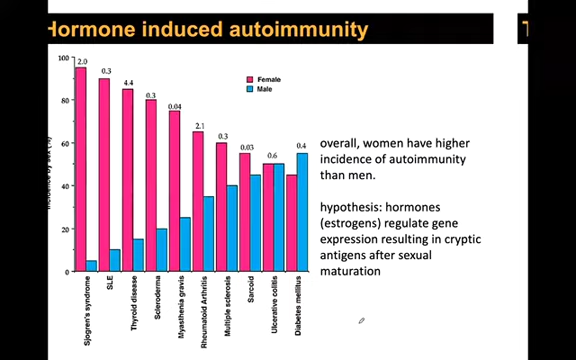 Hormone induced autoimmunity
T
100
80
60
40
20
0
2.0
0.3
4.4
0.3
0.04
2.1
0.3
0.03
0.6
0.4
Female
Male
overall, women have higher
incidence of autoimmunity
than men.
hypothesis: hormones
(estrogens) regulate gene
expression resulting in cryptic
antigens after sexual
maturation
Sjogren's syndrome
SLE
Thyroid disease
Scleroderma
Myasthenia gravis
Rheumatoid Arthritis
Multiple sclerosis
Sarcoid
Ulcerative colitis
Diabetes mellitus